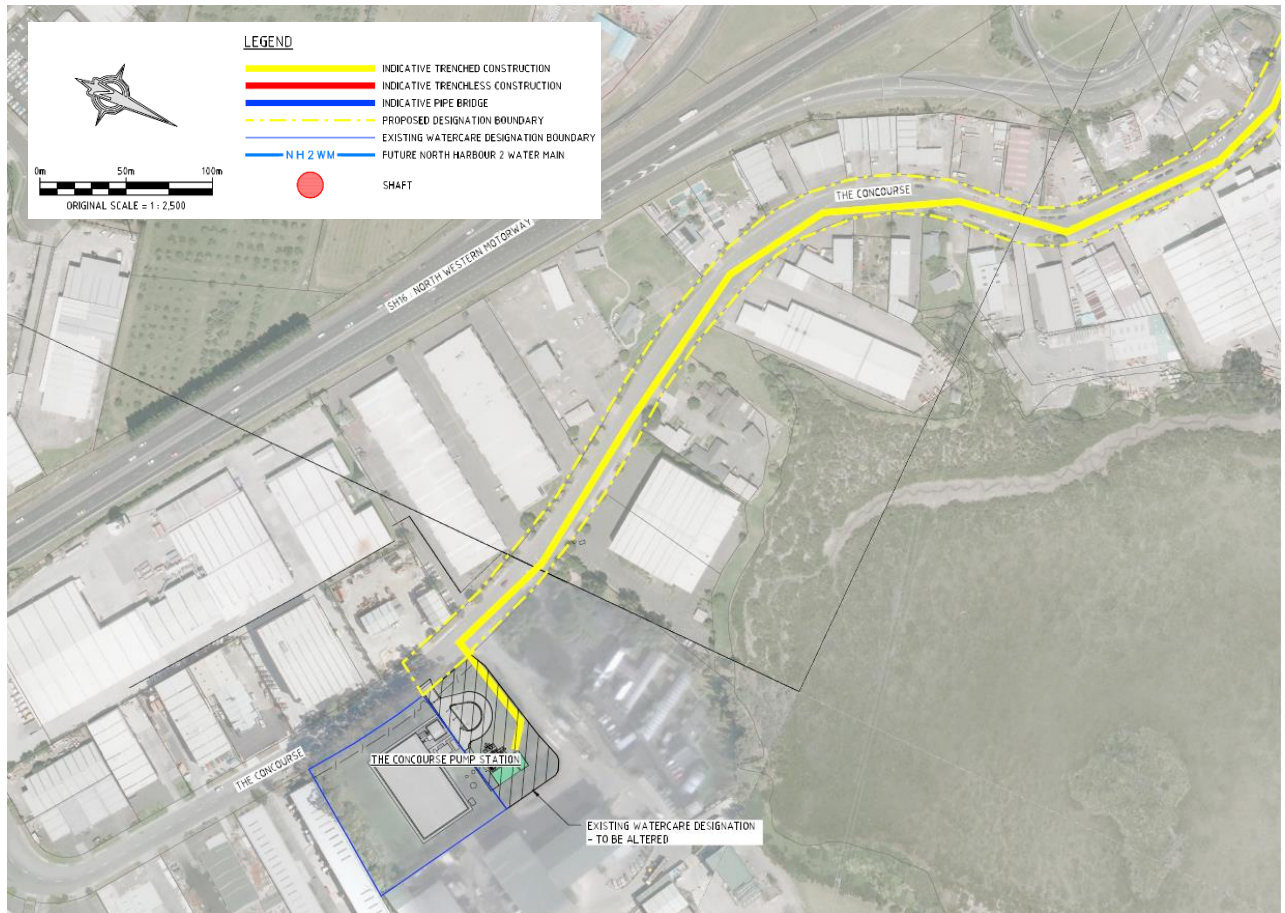 LEGEND
INDICATIVE TRENCHED CONSTRUCTION
INDICATIVE TRENCHLESS CONSTRUCTION
INDICATIVE PIPE BRIDGE
PROPOSED DESIGNATION BOUNDARY
EXISTING WATERCARE DESIGNATION BOUNDARY
NH2WM FUTURE NORTH HARBOUR 2 WATER MAIN
SHAFT
0m 50m 100m
ORIGINAL SCALE = 1 : 2,500
THE CONCOURSE
SH16 : NORTH WESTERN MOTORWAY
THE CONCOURSE PUMP STATION
THE CONCOURSE
EXISTING WATERCARE DESIGNATION
- TO BE ALTERED